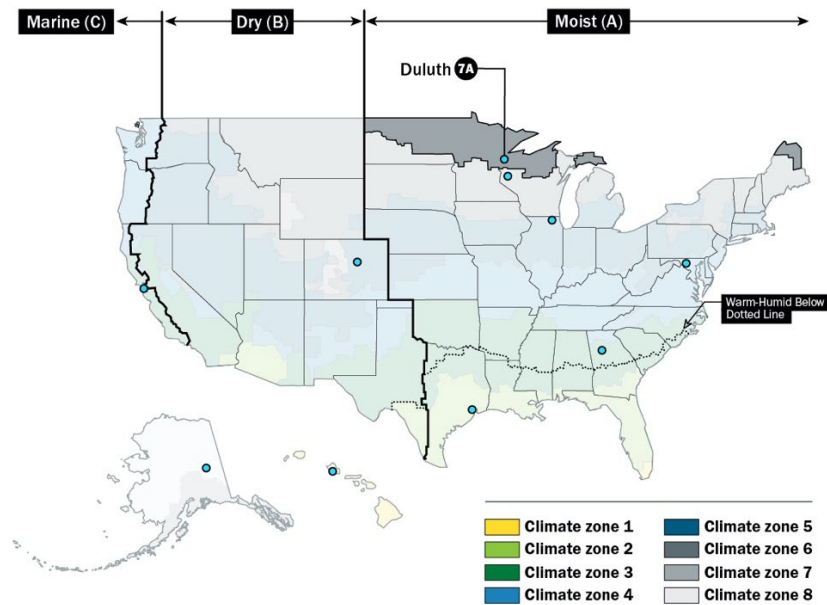 Marine (C)
Dry (B)
Moist (A)
Duluth 7A
Warm-Humid Below
Dotted Line
Climate zone 1
Climate zone 2
Climate zone 3
Climate zone 4
Climate zone 5
Climate zone 6
Climate zone 7
Climate zone 8